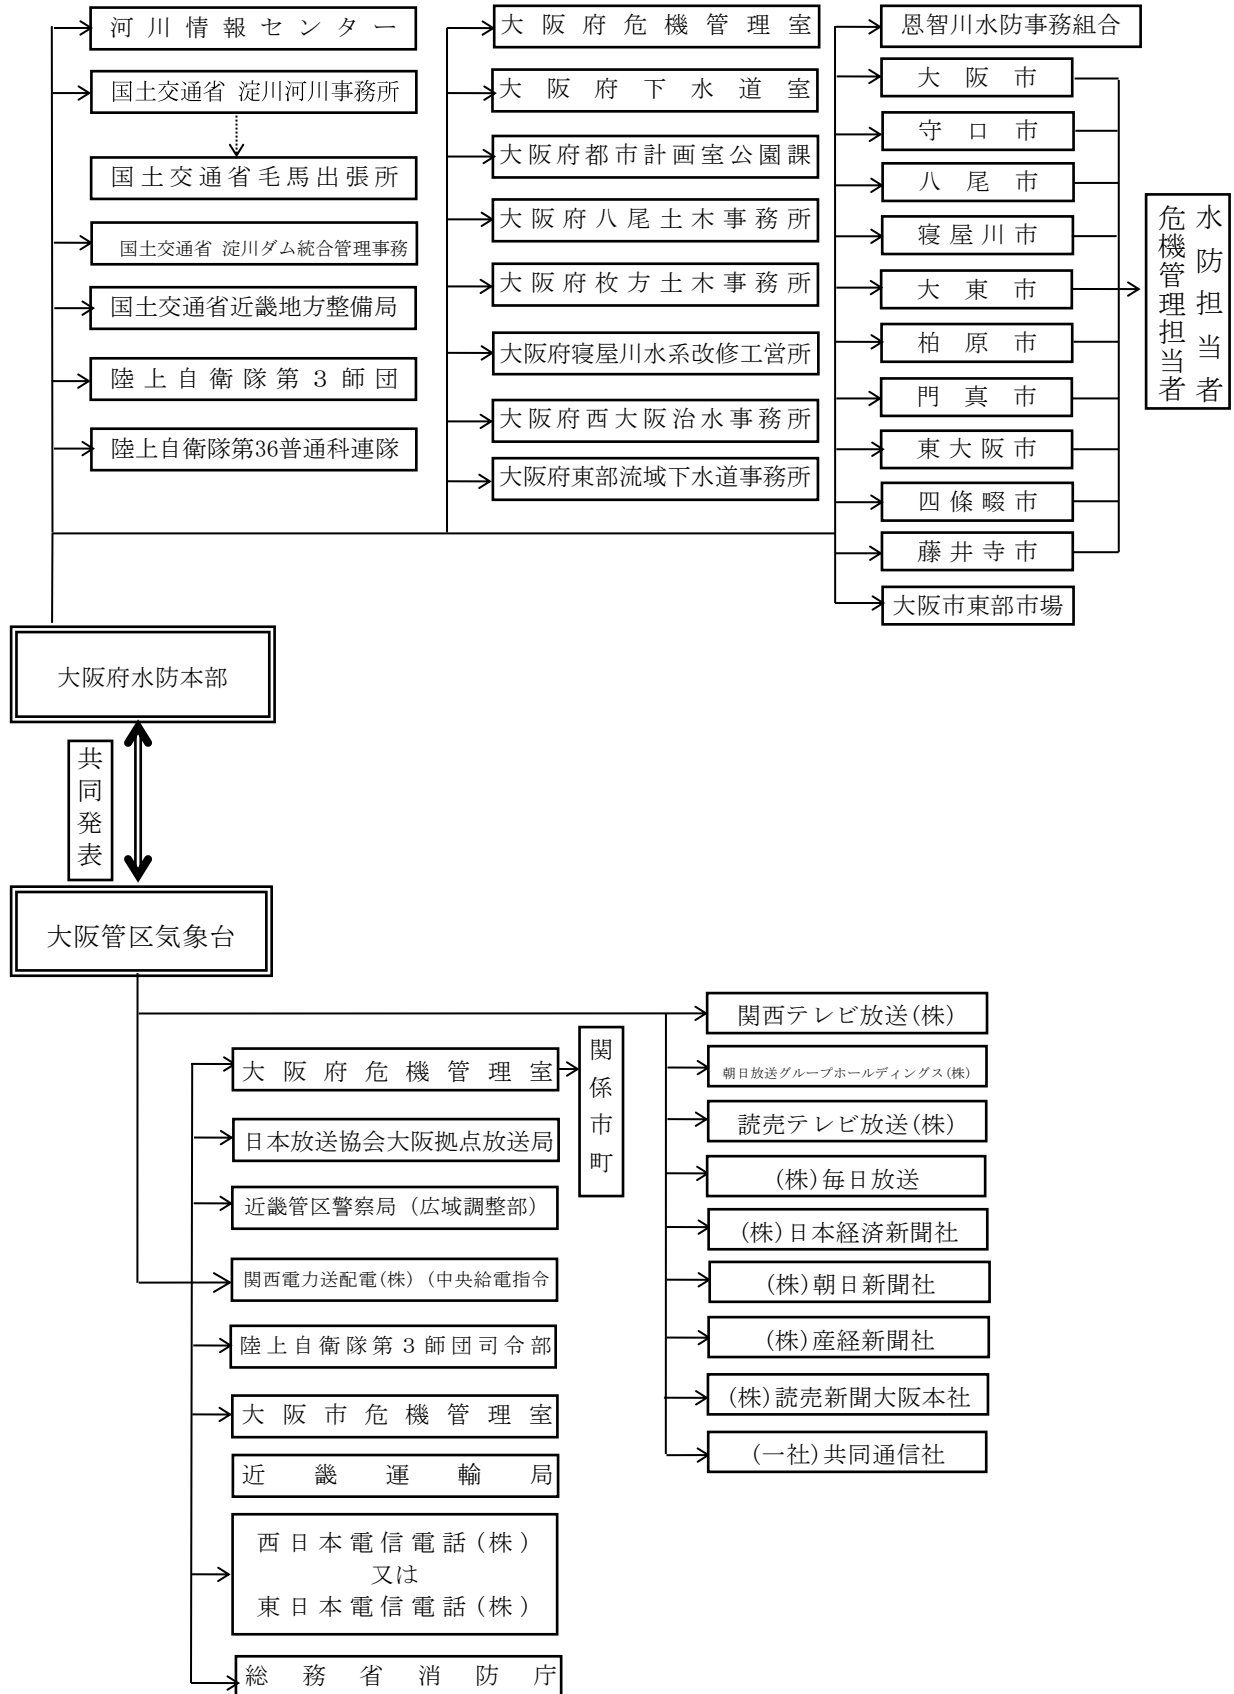 河川情報センター
国土交通省 淀川河川事務所
国土交通省毛馬出張所
国土交通省 淀川ダム統合管理事務
国土交通省近畿地方整備局
陸上自衛隊第３師団
陸上自衛隊第36普通科連隊
大阪府危機管理室
大阪府下水道室
大阪府都市計画室公園課
大阪府八尾土木事務所
大阪府枚方土木事務所
大阪府寝屋川水系改修工営所
大阪府西大阪治水事務所
大阪府東部流域下水道事務所
恩智川水防事務組合
大阪市
守口市
八尾市
寝屋川市
大東市
柏原市
門真市
東大阪市
四條畷市
藤井寺市
大阪市東部市場
水防担当者
危機管理担当者
大阪府水防本部
共同発表
大阪管区気象台
大阪府危機管理室
関係市町
日本放送協会大阪拠点放送局
近畿管区警察局（広域調整部）
関西電力送配電(株)（中央給電指令
陸上自衛隊第３師団司令部
大阪市危機管理室
近畿運輸局
西日本電信電話(株)
又は
東日本電信電話(株)
総務省消防庁
関西テレビ放送(株)
朝日放送グループホールディングス(株)
読売テレビ放送(株)
(株)毎日放送
(株)日本経済新聞社
(株)朝日新聞社
(株)産経新聞社
(株)読売新聞大阪本社
(一社)共同通信社